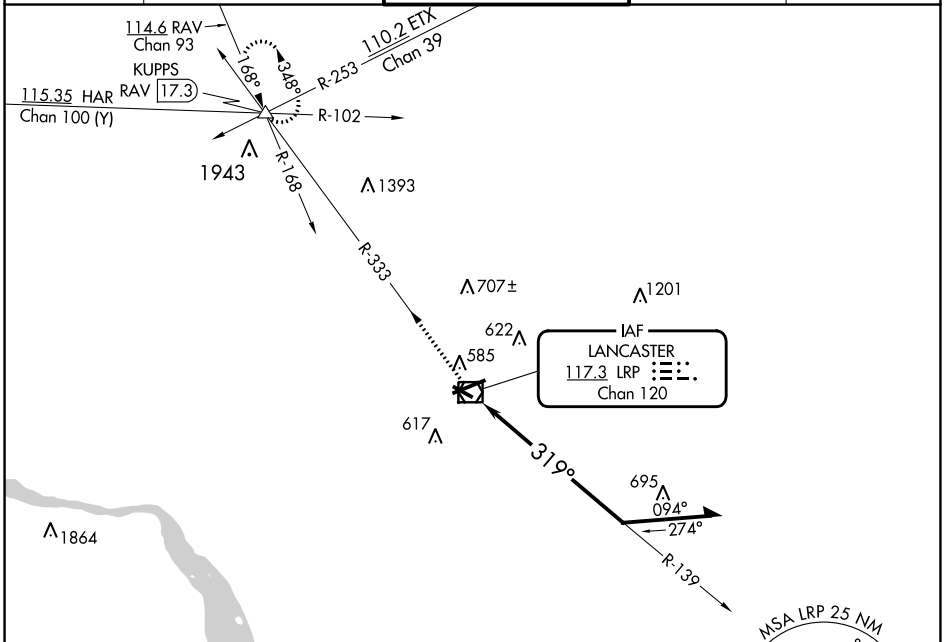 114.6 RAV
Chan 93
110.2 ETX
Chan 39
KUPPS
RAV 17.3
168°
348°
R-253
115.35 HAR
Chan 100 (Y)
R-102
1943
R-168
1393
R-333
707±
1201
622
IAF
LANCASTER
117.3 LRP
Chan 120
585
617
319°
695
094°
274°
1864
R-139
MSA LRP 25 NM